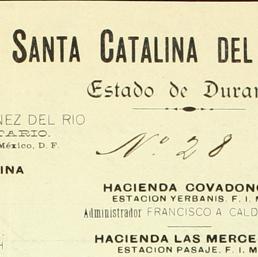 SANTA CATALINA DEL
Estado de Duran
NEZ DEL RIO
TARIO.
México, D. F.
Nº 28
INA
HACIENDA COVADON
ESTACION YERBANIS. F. I. M
Administrador FRANCISCO A. CALD
HACIENDA LAS MERCE
ESTACION PASAJE. F. I. M